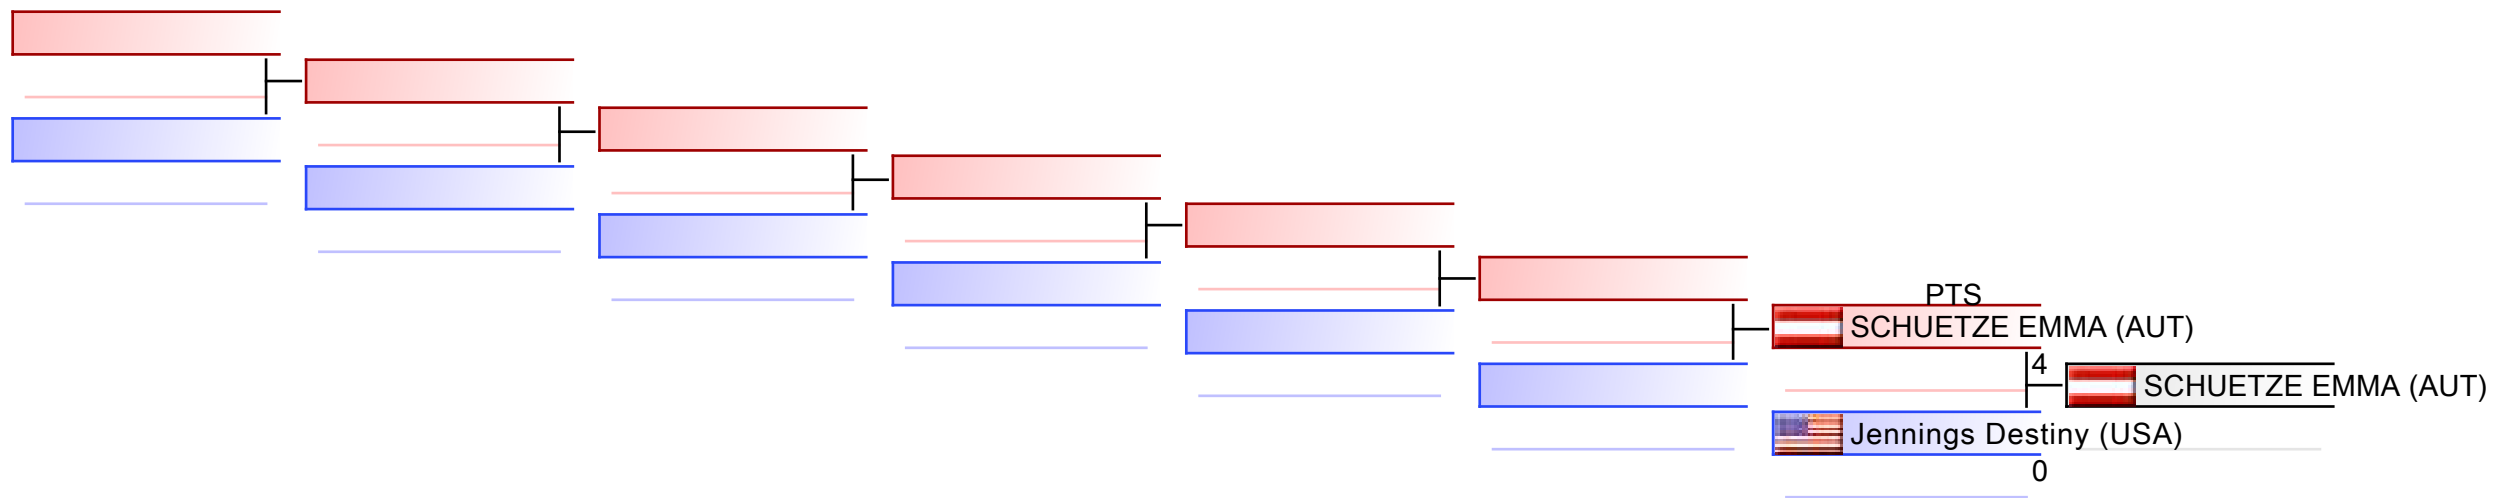 PTS
SCHUETZE EMMA (AUT)
4
SCHUETZE EMMA (AUT)
Jennings Destiny (USA)
0